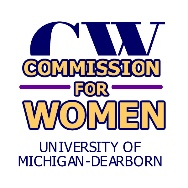 CW
COMMISSION
FOR
WOMEN
UNIVERSITY OF
MICHIGAN-DEARBORN